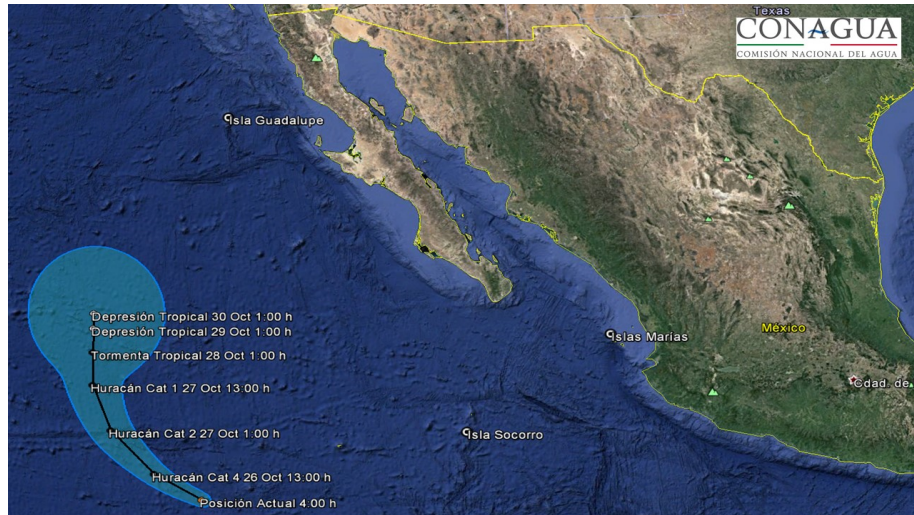 Texas
CONAGUA
COMISIÓN NACIONAL DEL AGUA
Isla Guadalupe
Depresión Tropical 30 Oct 1:00 h
Depresión Tropical 29 Oct 1:00 h
Islas Marías
México
Tormenta Tropical 28 Oct 1:00 h
Cdad. de
Huracán Cat 1 27 Oct 13:00 h
Huracán Cat 2 27 Oct 1:00 h
Isla Socorro
Huracán Cat 4 26 Oct 13:00 h
Posición Actual 4:00 h